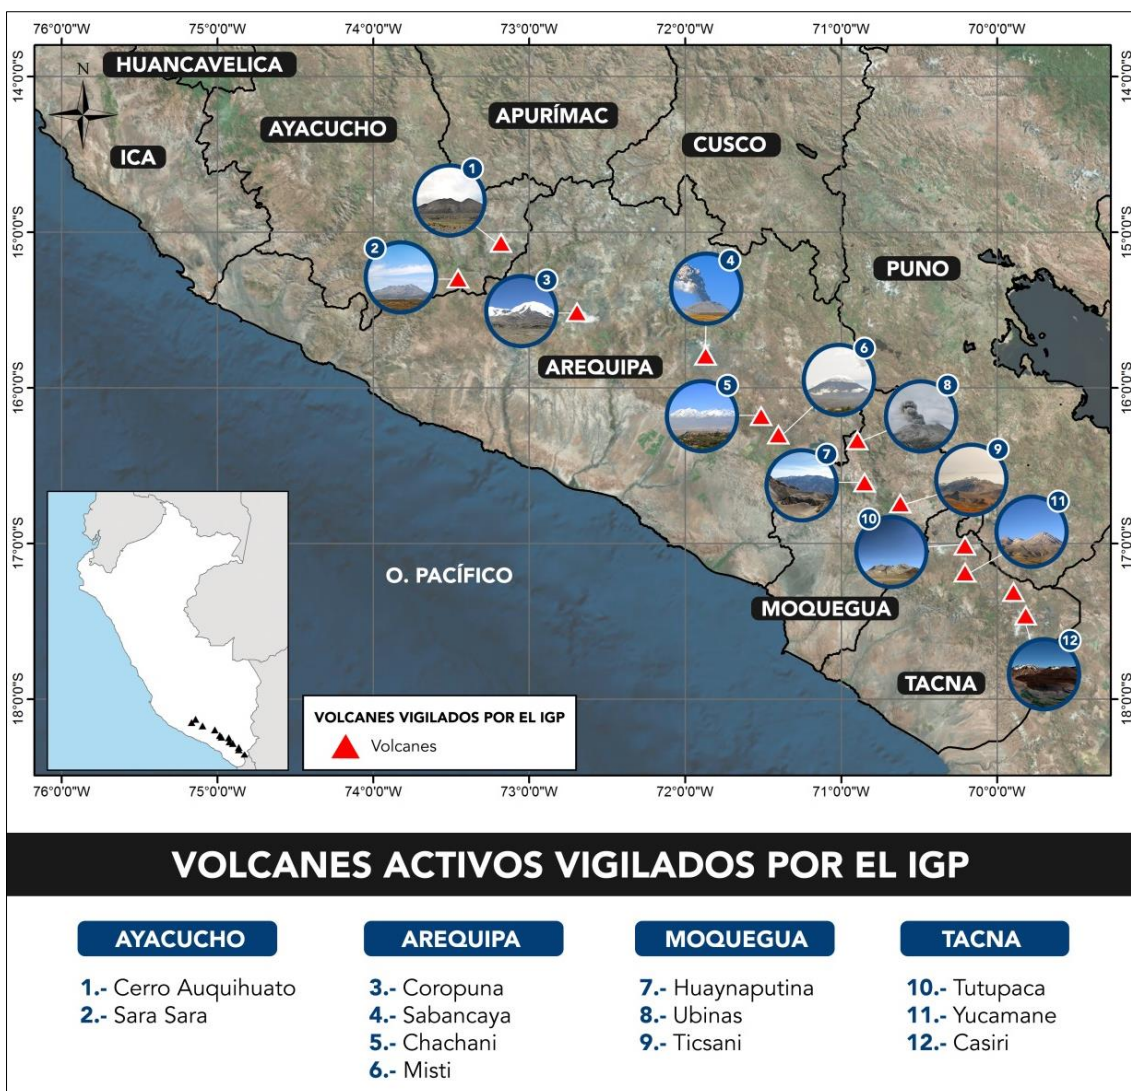 76°0'0"W 75°0'0"W 74°0'0"W 73°0'0"W 72°0'0"W 71°0'0"W 70°0'0"W
14°0'0"S
15°0'0"S
16°0'0"S
17°0'0"S
18°0'0"S
14°0'0"S
15°0'0"S
16°0'0"S
17°0'0"S
18°0'0"S
HUANCAVELICA
N
ICA
AYACUCHO
APURÍMAC
CUSCO
PUNO
AREQUIPA
MOQUEGUA
TACNA
O. PACÍFICO
1
2
3
4
5
6
7
8
9
10
11
12
VOLCANES VIGILADOS POR EL IGP
Volcanes
76°0'0"W 75°0'0"W 74°0'0"W 73°0'0"W 72°0'0"W 71°0'0"W 70°0'0"W
VOLCANES ACTIVOS VIGILADOS POR EL IGP
AYACUCHO
1.- Cerro Auquihuato
2.- Sara Sara
AREQUIPA
3.- Coropuna
4.- Sabancaya
5.- Chachani
6.- Misti
MOQUEGUA
7.- Huaynaputina
8.- Ubinas
9.- Ticsani
TACNA
10.- Tutupaca
11.- Yucamane
12.- Casiri